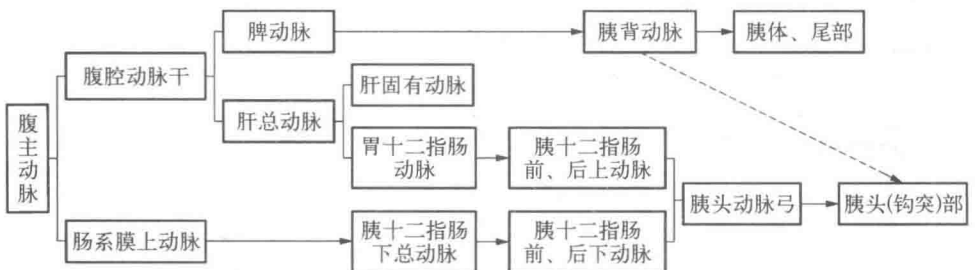 腹
主
动
脉
腹腔动脉干
肠系膜上动脉
脾动脉
肝总动脉
肝固有动脉
胃十二指肠
动脉
胰十二指肠
下总动脉
胰十二指肠
前、后上动脉
胰十二指肠
前、后下动脉
胰背动脉
胰体、尾部
胰头动脉弓
胰头(钩突)部